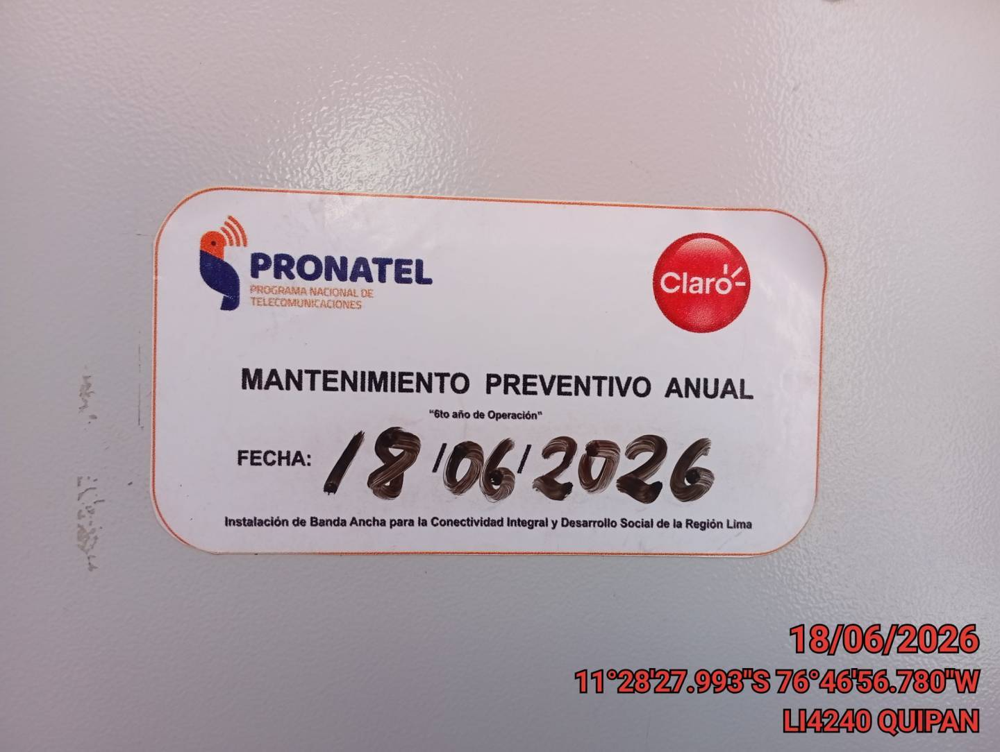 PRONATEL
PROGRAMA NACIONAL DE
TELECOMUNICACIONES
Claro
MANTENIMIENTO PREVENTIVO ANUAL
"6to año de Operación"
FECHA: 18/06/2026
Instalación de Banda Ancha para la Conectividad Integral y Desarrollo Social de la Región Lima
18/06/2026
11°28'27.993"S 76°46'56.780"W
LI4240 QUIPAN